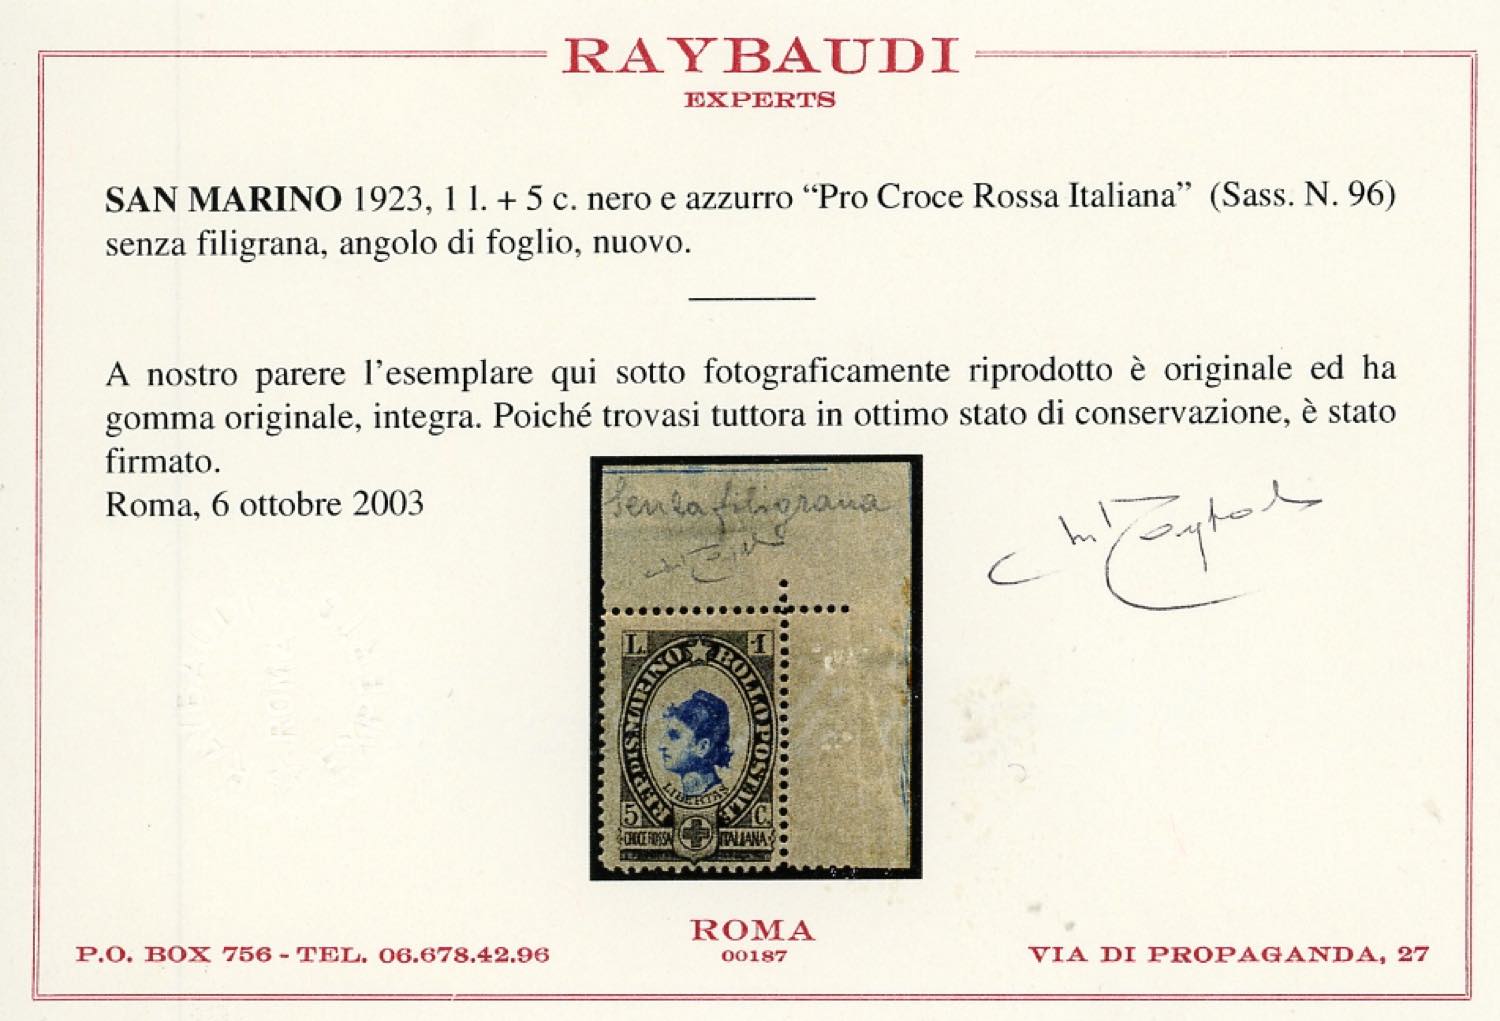 RAYBAUDI
EXPERTS
SAN MARINO 1923, 1 l. + 5 c. nero e azzurro “Pro Croce Rossa Italiana” (Sass. N. 96)
senza filigrana, angolo di foglio, nuovo.
A nostro parere l’esemplare qui sotto fotograficamente riprodotto è originale ed ha
gomma originale, integra. Poiché trovasi tuttora in ottimo stato di conservazione, è stato
firmato.
Roma, 6 ottobre 2003
Senza filigrana
L. 1
REP. DI S. MARINO BOLLO POSTALE
LIBERTAS
5 C.
CROCE ROSSA ITALIANA
ROMA
ROMA
00187
P.O. BOX 756 - TEL. 06.678.42.96
VIA DI PROPAGANDA, 27